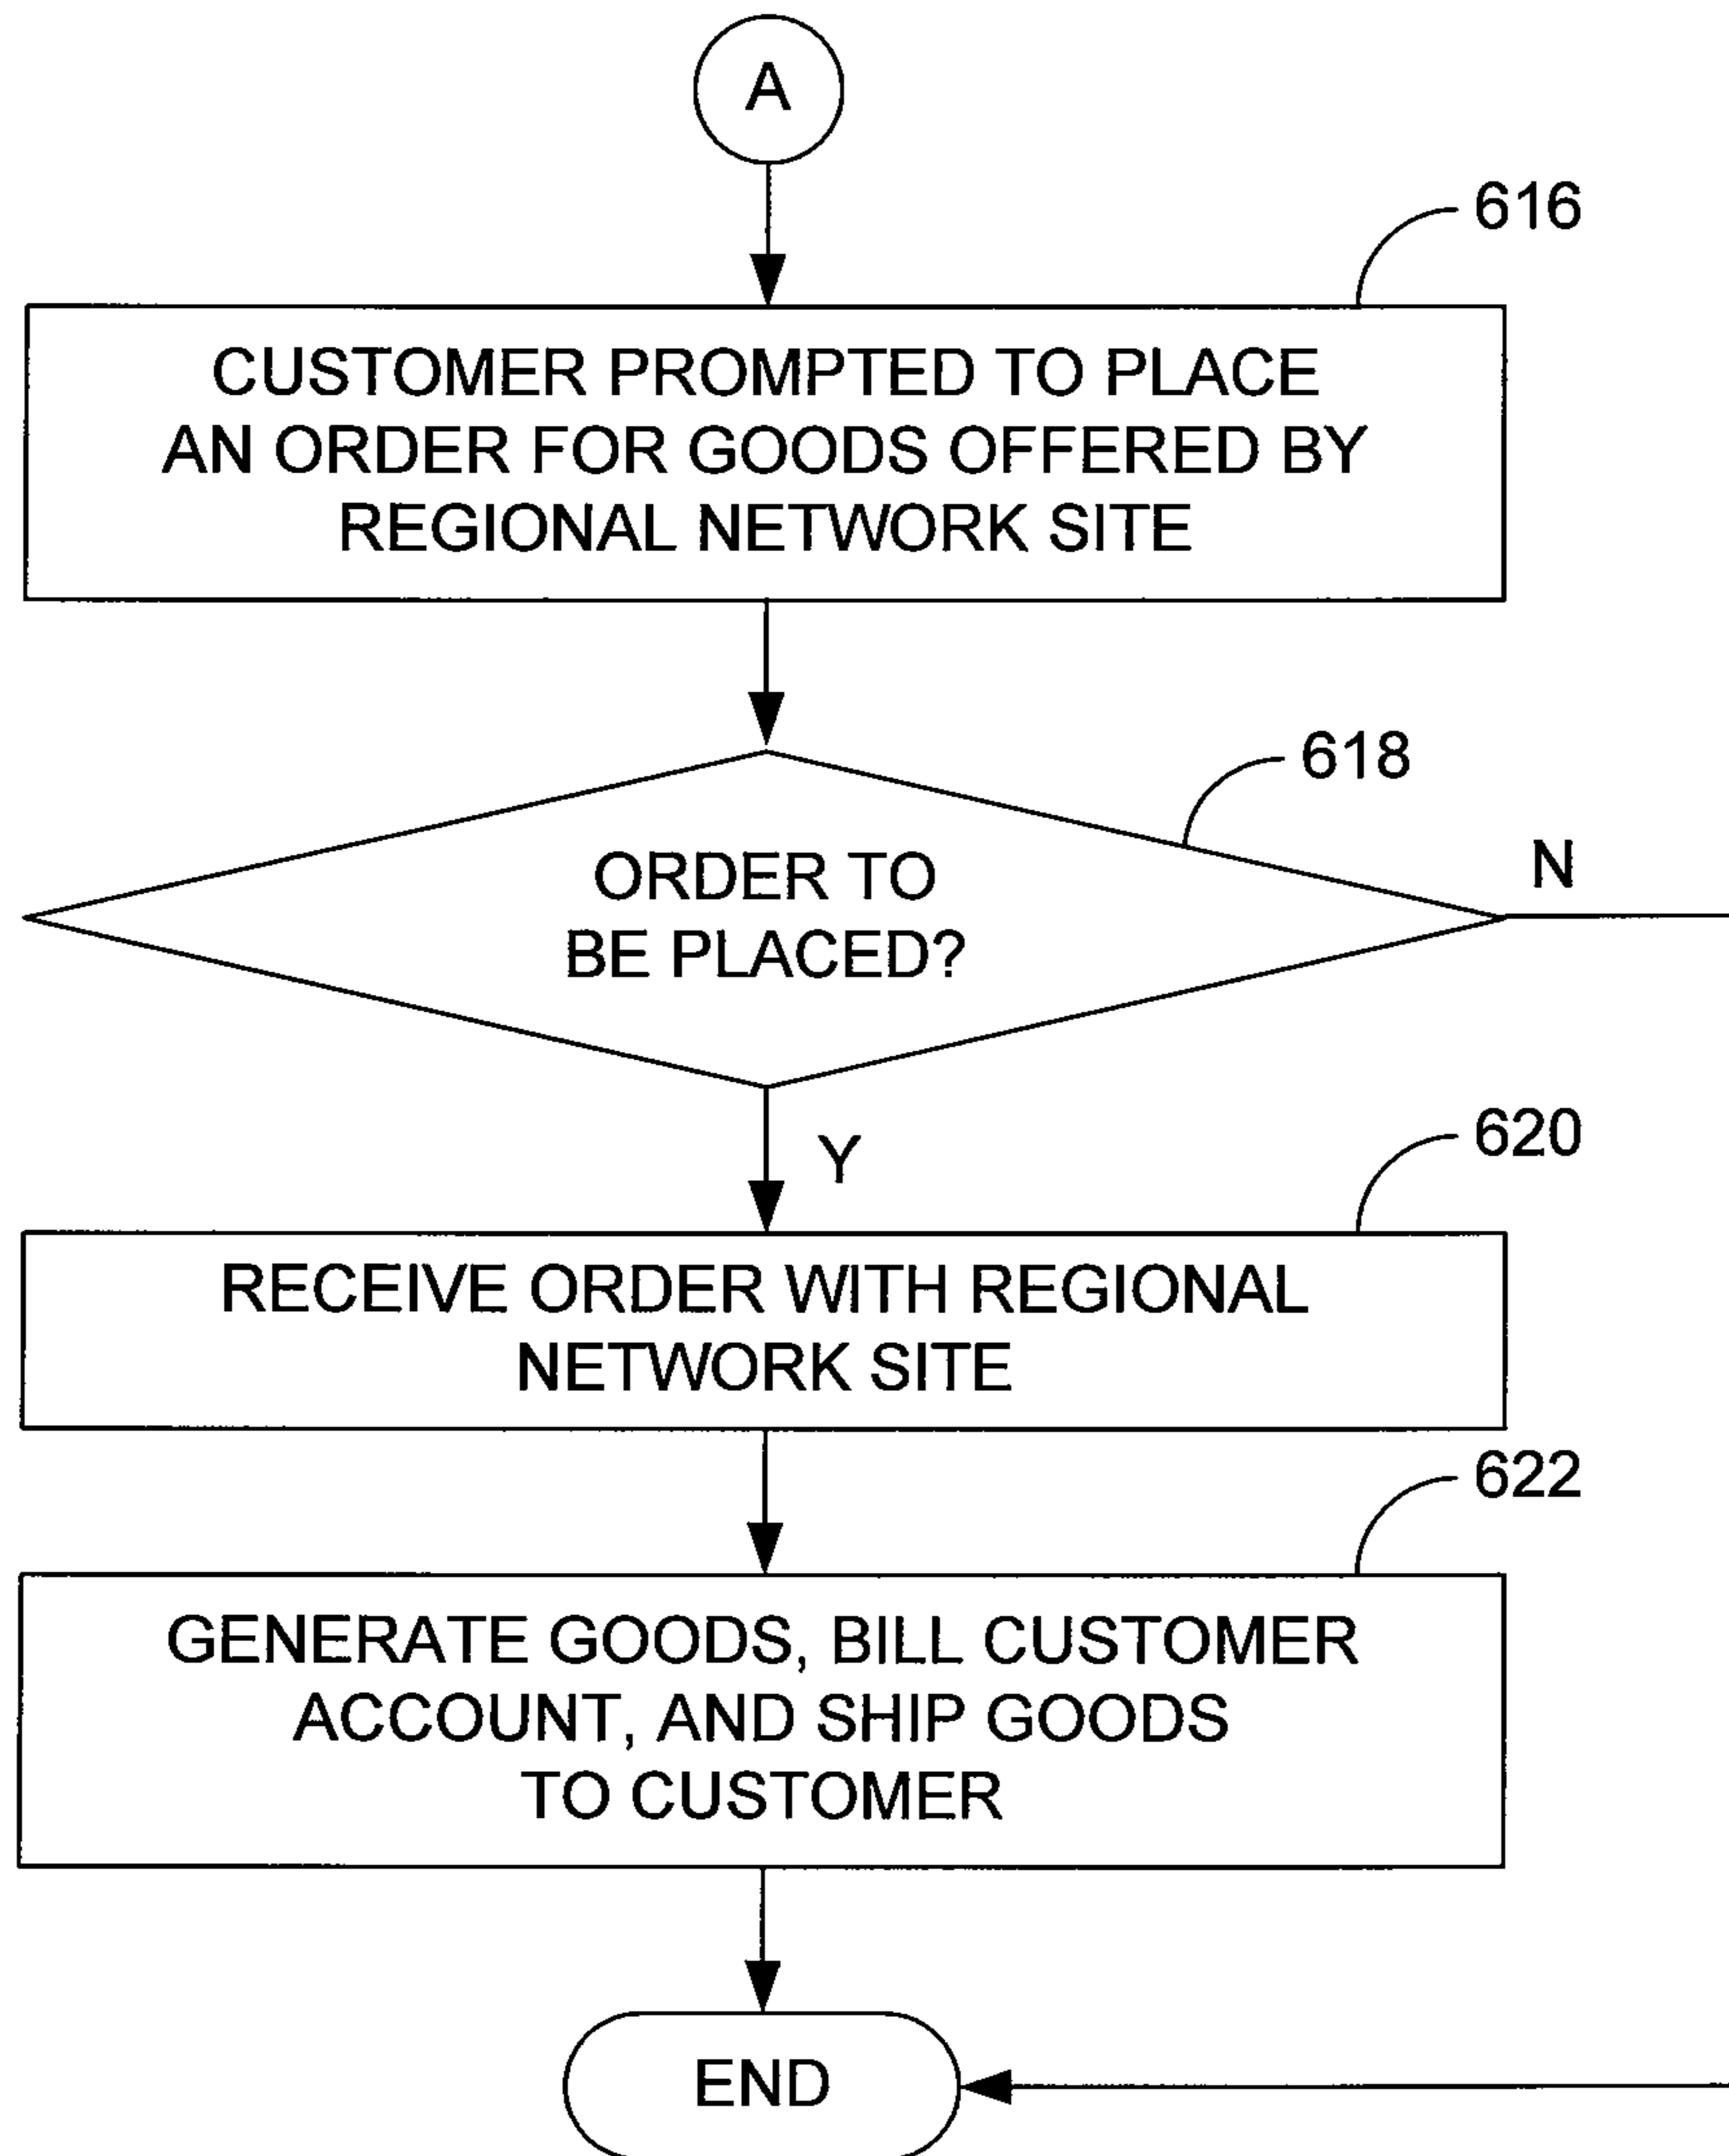 A
616
CUSTOMER PROMPTED TO PLACE
AN ORDER FOR GOODS OFFERED BY
REGIONAL NETWORK SITE
618
ORDER TO
BE PLACED?
N
Y
620
RECEIVE ORDER WITH REGIONAL
NETWORK SITE
622
GENERATE GOODS, BILL CUSTOMER
ACCOUNT, AND SHIP GOODS
TO CUSTOMER
END